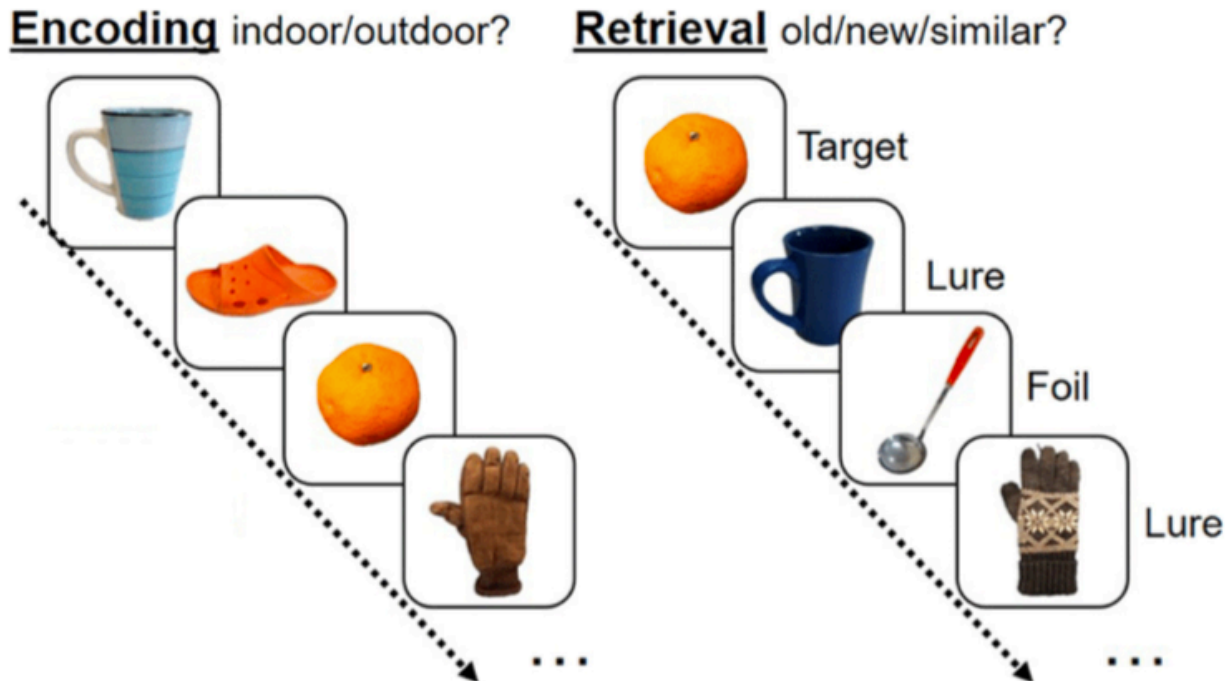 Encoding indoor/outdoor?
Retrieval old/new/similar?
Target
Lure
Foil
Lure
...
...